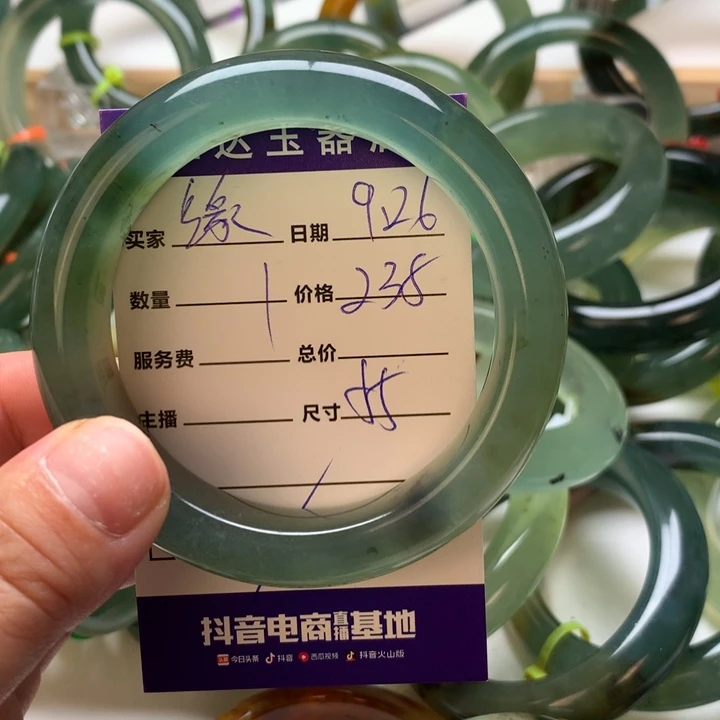 达玉器
买家 缘 日期 926
数量 1 价格 238
服务费 总价
主播 尺寸 55
抖音电商直播基地
今日头条 抖音 西瓜视频 抖音火山版